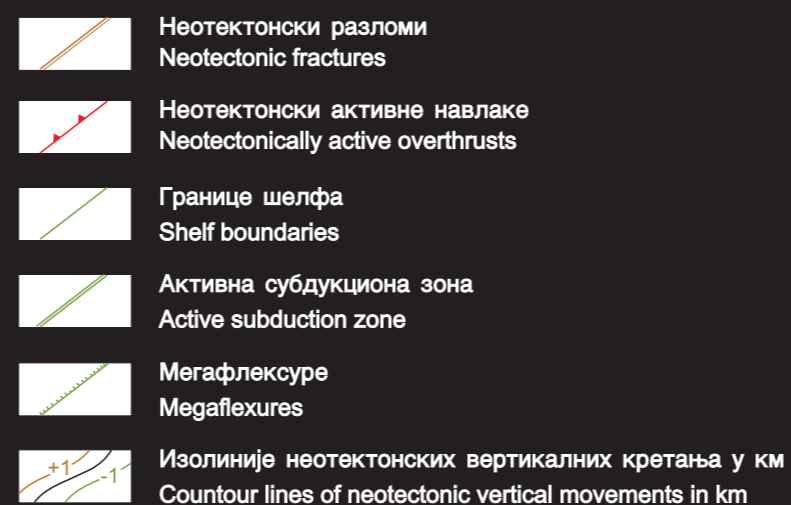 Неотектонски разломи
Neotectonic fractures
Неотектонски активне навлаке
Neotectonically active overthrusts
Границе шелфа
Shelf boundaries
Активна субдукциона зона
Active subduction zone
Мегафлексуре
Megaflexures
+1
-1
Изолиније неотектонских вертикалних кретања у км
Countour lines of neotectonic vertical movements in km